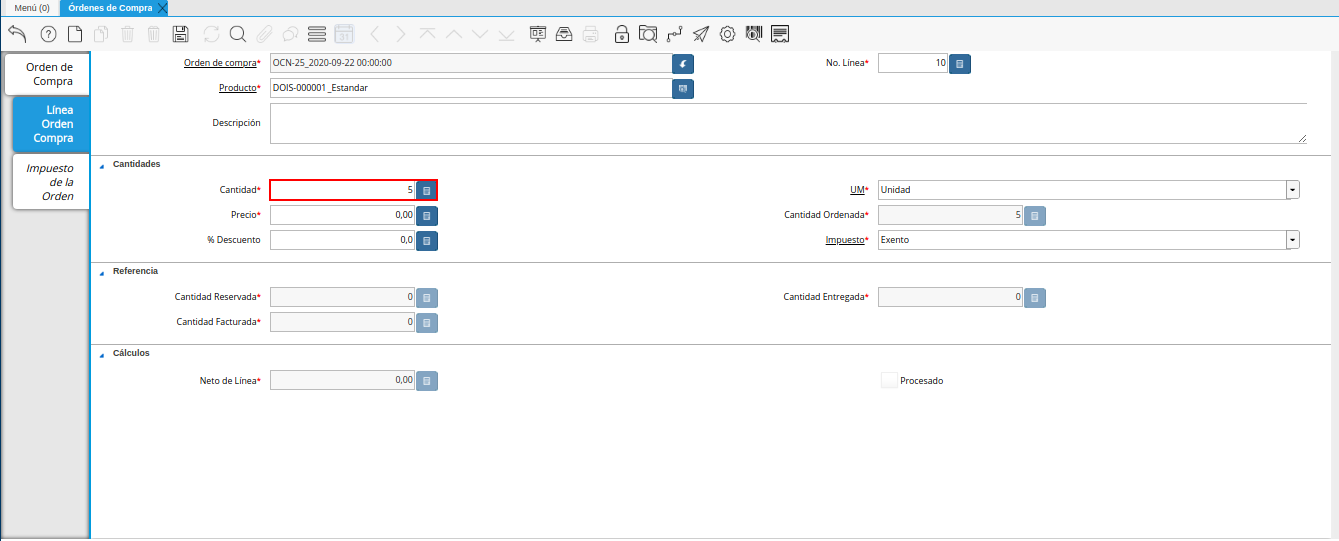 Menú (0)
Órdenes de Compra
31
Orden de
Compra
Línea
Orden
Compra
Impuesto
de la
Orden
Orden de compra* OCN-25_2020-09-22 00:00:00 No. Línea* 10
Producto* DOIS-000001_Estandar
Descripción
Cantidades
Cantidad* 5 UM* Unidad
Precio* 0,00 Cantidad Ordenada* 5
% Descuento 0,0 Impuesto* Exento
Referencia
Cantidad Reservada* 0 Cantidad Entregada* 0
Cantidad Facturada* 0
Cálculos
Neto de Línea* 0,00 Procesado